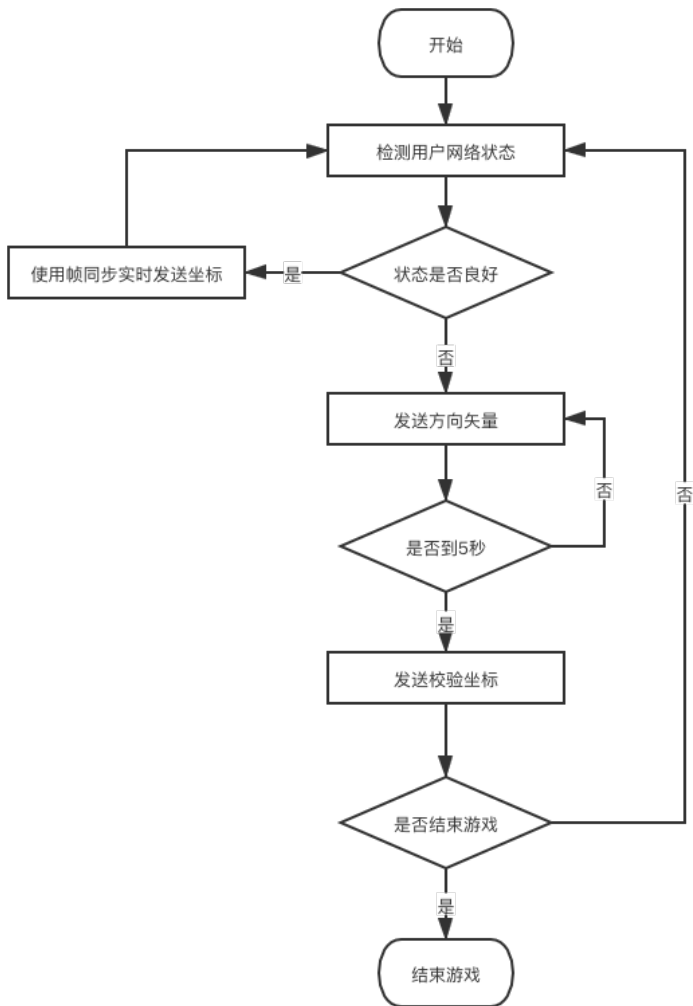 开始
检测用户网络状态
使用帧同步实时发送坐标
是
状态是否良好
否
发送方向矢量
否
否
是否到5秒
是
发送校验坐标
是否结束游戏
是
结束游戏